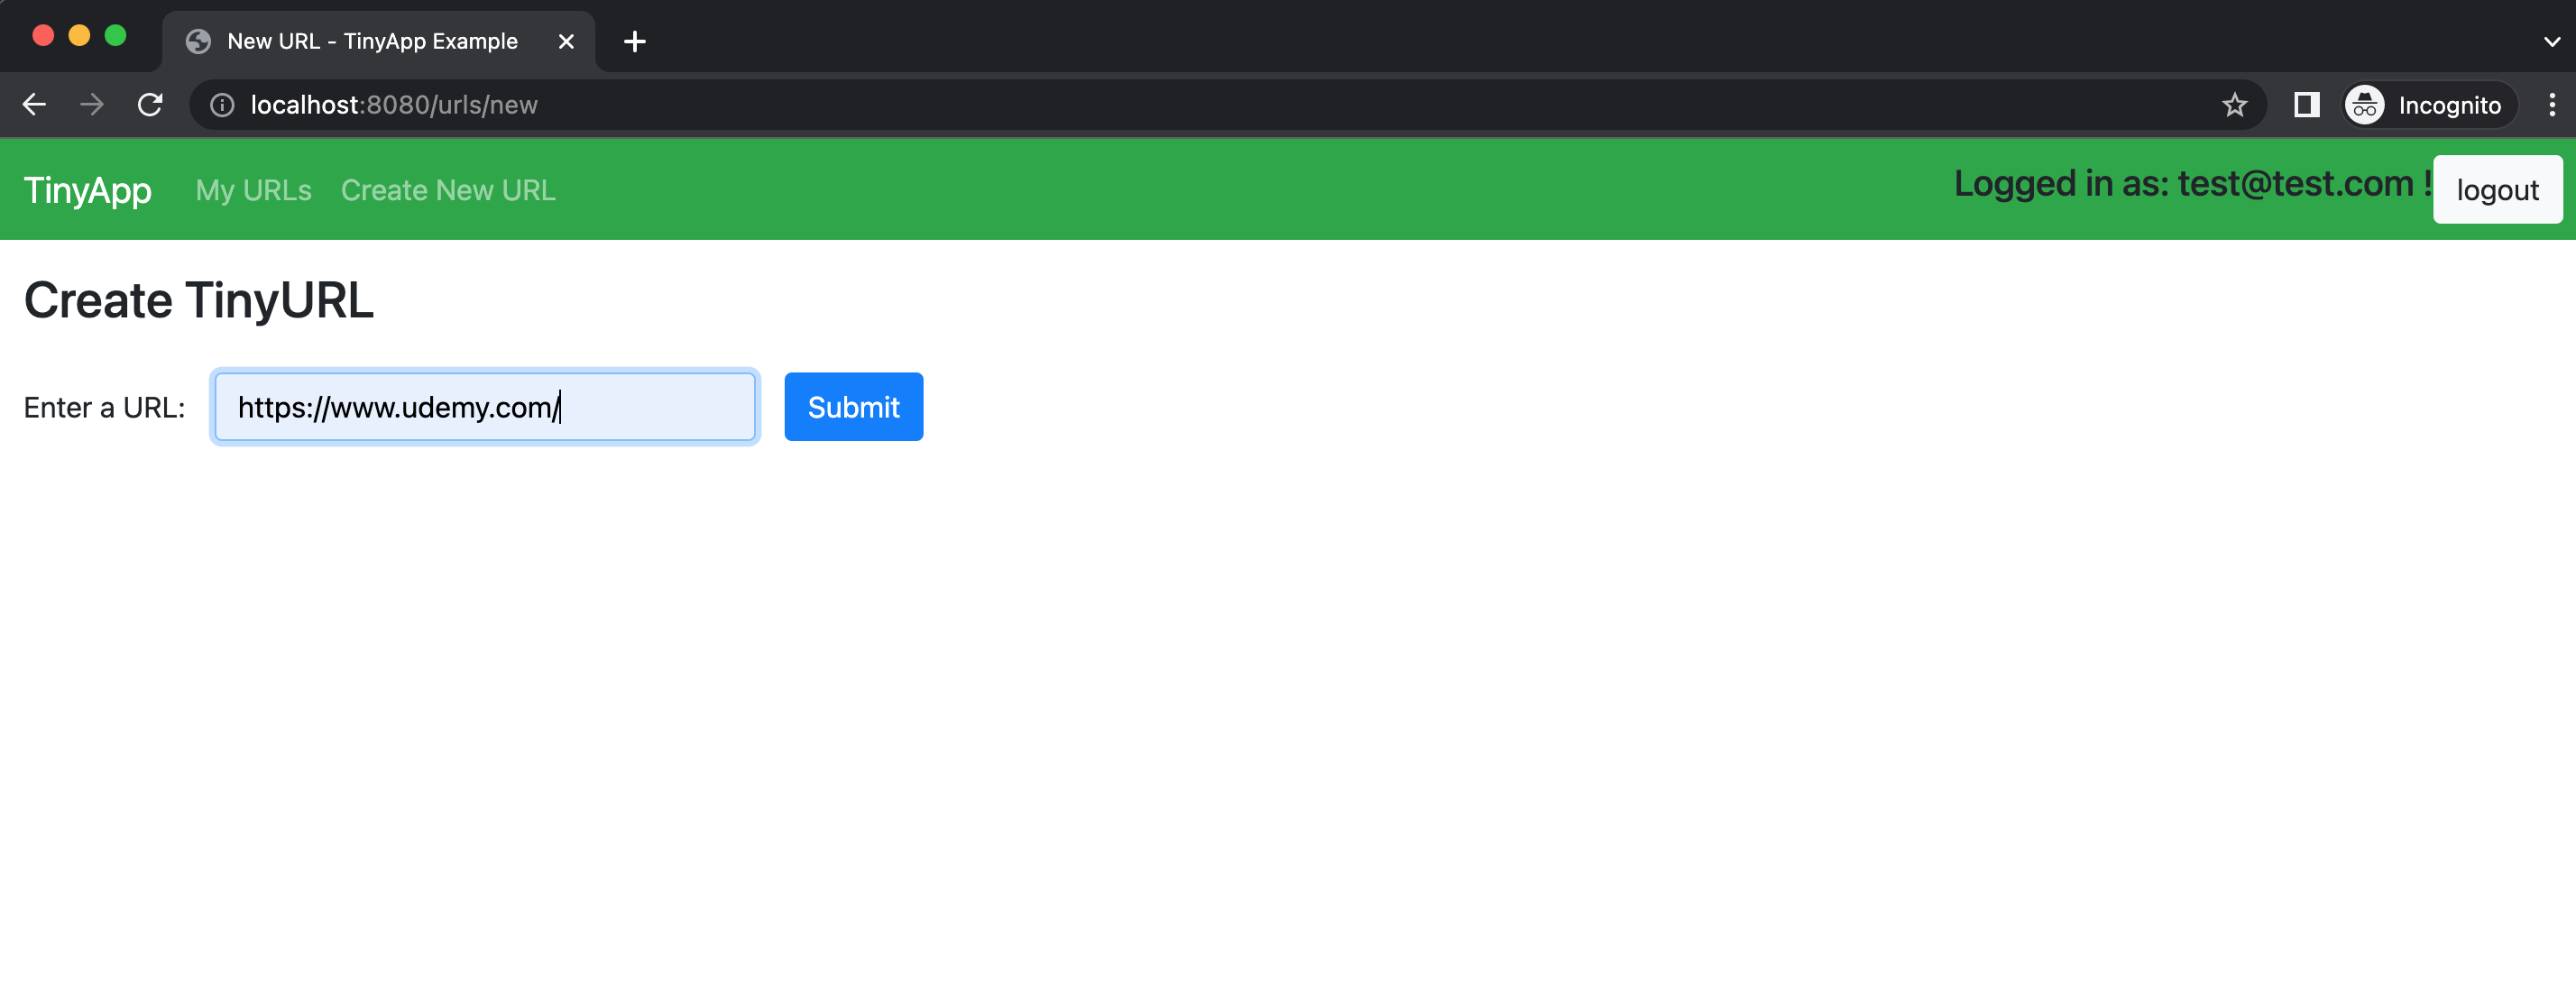 New URL - TinyApp Example
localhost:8080/urls/new
Incognito
TinyApp My URLs Create New URL Logged in as: test@test.com ! logout
Create TinyURL
Enter a URL: https://www.udemy.com/ Submit